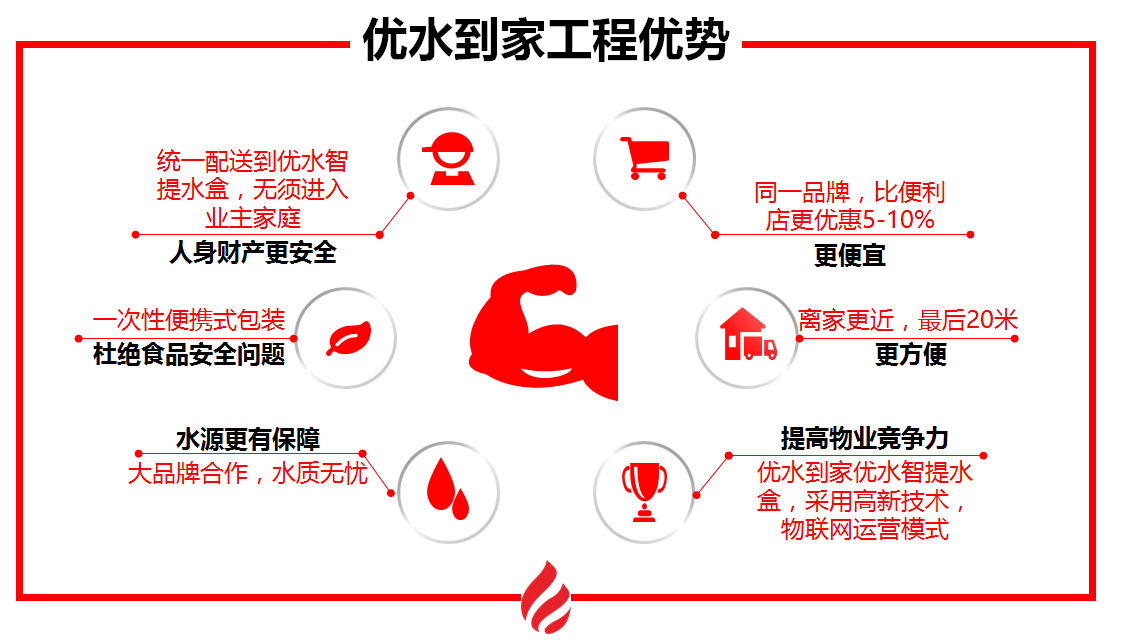 优水到家工程优势
统一配送到优水智
提水盒，无须进入
业主家庭
人身财产更安全
同一品牌，比便利
店更优惠5-10%
更便宜
一次性便携式包装
杜绝食品安全问题
离家更近，最后20米
更方便
水源更有保障
大品牌合作，水质无忧
提高物业竞争力
优水到家优水智提水
盒，采用高新技术，
物联网运营模式